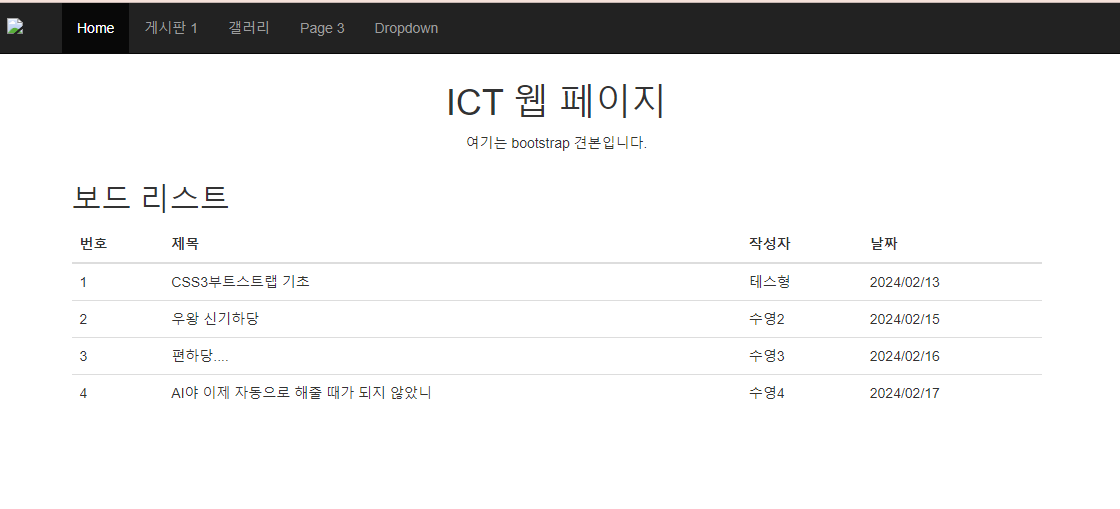 Home 게시판 1 갤러리 Page 3 Dropdown
ICT 웹 페이지
여기는 bootstrap 견본입니다.
보드 리스트
번호 제목 작성자 날짜
1 CSS3부트스트랩 기초 테스형 2024/02/13
2 우왕 신기하당 수영2 2024/02/15
3 편하당.... 수영3 2024/02/16
4 AI야 이제 자동으로 해줄 때가 되지 않았니 수영4 2024/02/17